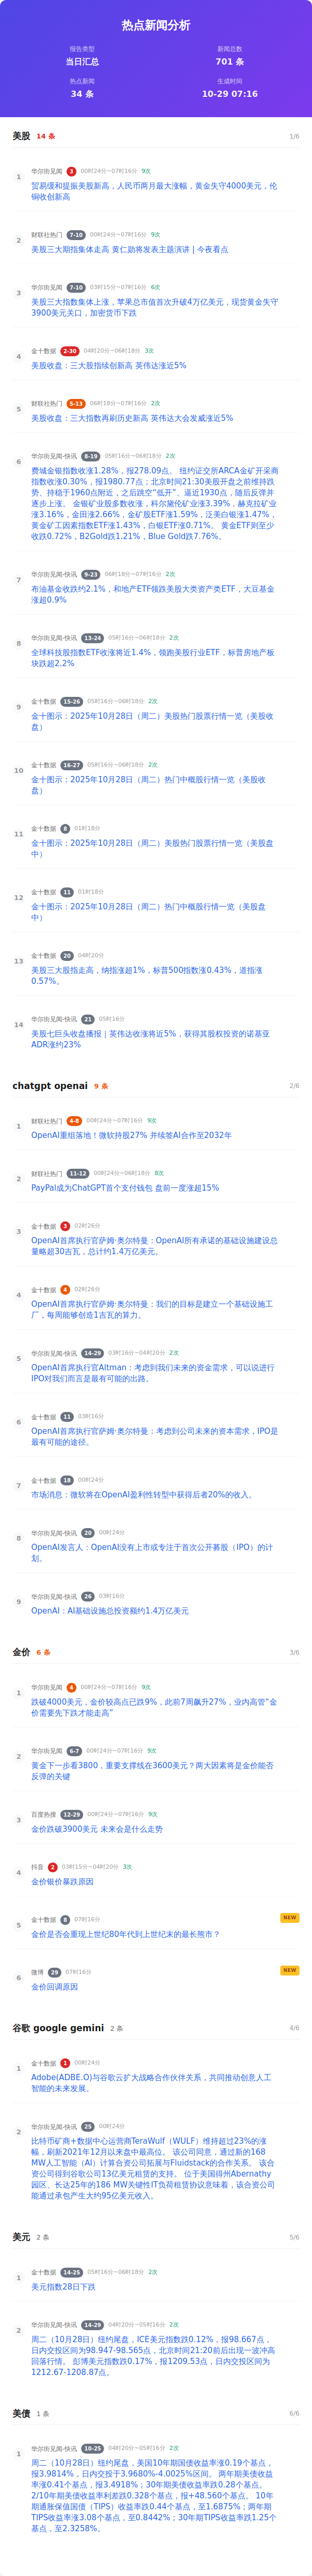 热点新闻分析
报告类型
当日汇总
新闻总数
701 条
热点新闻
34 条
生成时间
10-29 07:16
美股 14 条 1/6
1
华尔街见闻 3 00时24分~07时16分 9次
贸易缓和提振美股新高，人民币两月最大涨幅，黄金失守4000美元，伦
铜收创新高
2
财联社热门 7-10 00时24分~07时16分 9次
美股三大期指集体走高 黄仁勋将发表主题演讲 | 今夜看点
3
华尔街见闻 7-10 03时15分~07时16分 6次
美股三大指数集体上涨，苹果总市值首次升破4万亿美元，现货黄金失守
3900美元关口，加密货币下跌
4
金十数据 2-30 04时20分~06时18分 3次
美股收盘：三大股指续创新高 英伟达涨近5%
5
财联社热门 5-13 06时18分~07时16分 2次
美股收盘：三大指数再刷历史新高 英伟达大会发威涨近5%
6
华尔街见闻-快讯 8-19 05时16分~06时18分 2次
费城金银指数收涨1.28%，报278.09点。 纽约证交所ARCA金矿开采商
指数收涨0.30%，报1980.77点；北京时间21:30美股开盘之前维持跌
势、持稳于1960点附近，之后跳空“低开”、逼近1930点，随后反弹并
逐步上涨。 金银矿业股多数收涨，科尔黛伦矿业涨3.39%，赫克拉矿业
涨3.16%，金田涨2.66%，金矿股ETF涨1.59%，泛美白银涨1.47%，
黄金矿工因素指数ETF涨1.43%，白银ETF涨0.71%。 黄金ETF则至少
收跌0.72%，B2Gold跌1.21%，Blue Gold跌7.76%。
7
华尔街见闻-快讯 9-23 06时18分~07时16分 2次
布油基金收跌约2.1%，和地产ETF领跌美股大类资产类ETF，大豆基金
涨超0.9%
8
华尔街见闻-快讯 13-24 05时16分~06时18分 2次
全球科技股指数ETF收涨将近1.4%，领跑美股行业ETF，标普房地产板
块跌超2.2%
9
金十数据 15-26 05时16分~06时18分 2次
金十图示：2025年10月28日（周二）美股热门股票行情一览（美股收
盘）
10
金十数据 16-27 05时16分~06时18分 2次
金十图示：2025年10月28日（周二）热门中概股行情一览（美股收
盘）
11
金十数据 8 01时18分
金十图示：2025年10月28日（周二）美股热门股票行情一览（美股盘
中）
12
金十数据 11 01时18分
金十图示：2025年10月28日（周二）热门中概股行情一览（美股盘
中）
13
金十数据 20 04时20分
美股三大股指走高，纳指涨超1%，标普500指数涨0.43%，道指涨
0.57%。
14
华尔街见闻-快讯 21 05时16分
美股七巨头收盘播报｜英伟达收涨将近5%，获得其股权投资的诺基亚
ADR涨约23%
chatgpt openai 9 条 2/6
1
财联社热门 4-8 00时24分~07时16分 9次
OpenAI重组落地！微软持股27% 并续签AI合作至2032年
2
财联社热门 11-12 00时24分~06时18分 8次
PayPal成为ChatGPT首个支付钱包 盘前一度涨超15%
3
金十数据 3 02时26分
OpenAI首席执行官萨姆·奥尔特曼：OpenAI所有承诺的基础设施建设总
量略超30吉瓦，总计约1.4万亿美元。
4
金十数据 4 02时26分
OpenAI首席执行官萨姆·奥尔特曼：我们的目标是建立一个基础设施工
厂，每周能够创造1吉瓦的算力。
5
华尔街见闻-快讯 14-29 03时16分~04时20分 2次
OpenAI首席执行官Altman：考虑到我们未来的资金需求，可以说进行
IPO对我们而言是最有可能的出路。
6
金十数据 11 03时16分
OpenAI首席执行官萨姆·奥尔特曼：考虑到公司未来的资本需求，IPO是
最有可能的途径。
7
金十数据 18 00时24分
市场消息：微软将在OpenAI盈利性转型中获得后者20%的收入。
8
华尔街见闻-快讯 20 00时24分
OpenAI发言人：OpenAI没有上市或专注于首次公开募股（IPO）的计
划。
9
华尔街见闻-快讯 26 03时16分
OpenAI：AI基础设施总投资额约1.4万亿美元
金价 6 条 3/6
1
华尔街见闻 4 00时24分~07时16分 9次
跌破4000美元，金价较高点已跌9%，此前7周飙升27%，业内高管“金
价需要先下跌才能走高”
2
华尔街见闻 6-7 00时24分~07时16分 9次
黄金下一步看3800，重要支撑线在3600美元？两大因素将是金价能否
反弹的关键
3
百度热搜 12-29 00时24分~07时16分 9次
金价跌破3900美元 未来会是什么走势
4
抖音 2 03时15分~04时20分 3次
金价银价暴跌原因
5
金十数据 8 07时16分 NEW
金价是否会重现上世纪80年代到上世纪末的最长熊市？
6
微博 29 07时16分 NEW
金价回调原因
谷歌 google gemini 2 条 4/6
1
金十数据 1 00时24分
Adobe(ADBE.O)与谷歌云扩大战略合作伙伴关系，共同推动创意人工
智能的未来发展。
2
华尔街见闻-快讯 25 00时24分
比特币矿商+数据中心运营商TeraWulf（WULF）维持超过23%的涨
幅，刷新2021年12月以来盘中最高位。 该公司同意，通过新的168
MW人工智能（AI）计算合资公司拓展与Fluidstack的合作关系。 该合
资公司得到谷歌公司13亿美元租赁的支持。 位于美国得州Abernathy
园区、长达25年的186 MW关键性IT负荷租赁协议意味着，该合资公司
能通过承包产生大约95亿美元收入。
美元 2 条 5/6
1
金十数据 14-25 05时16分~06时18分 2次
美元指数28日下跌
2
华尔街见闻-快讯 14-29 04时20分~05时16分 2次
周二（10月28日）纽约尾盘，ICE美元指数跌0.12%，报98.667点，
日内交投区间为98.947-98.565点，北京时间21:20前后出现一波冲高
回落行情。 彭博美元指数跌0.17%，报1209.53点，日内交投区间为
1212.67-1208.87点。
美债 1 条 6/6
1
华尔街见闻-快讯 18-25 04时20分~05时16分 2次
周二（10月28日）纽约尾盘，美国10年期国债收益率涨0.19个基点，
报3.9814%，日内交投于3.9680%-4.0025%区间。 两年期美债收益
率涨0.41个基点，报3.4918%；30年期美债收益率跌0.28个基点。
2/10年期美债收益率利差跌0.328个基点，报+48.560个基点。 10年
期通胀保值国债（TIPS）收益率跌0.44个基点，至1.6875%；两年期
TIPS收益率涨3.08个基点，至0.8442%；30年期TIPS收益率跌1.25个
基点，至2.3258%。